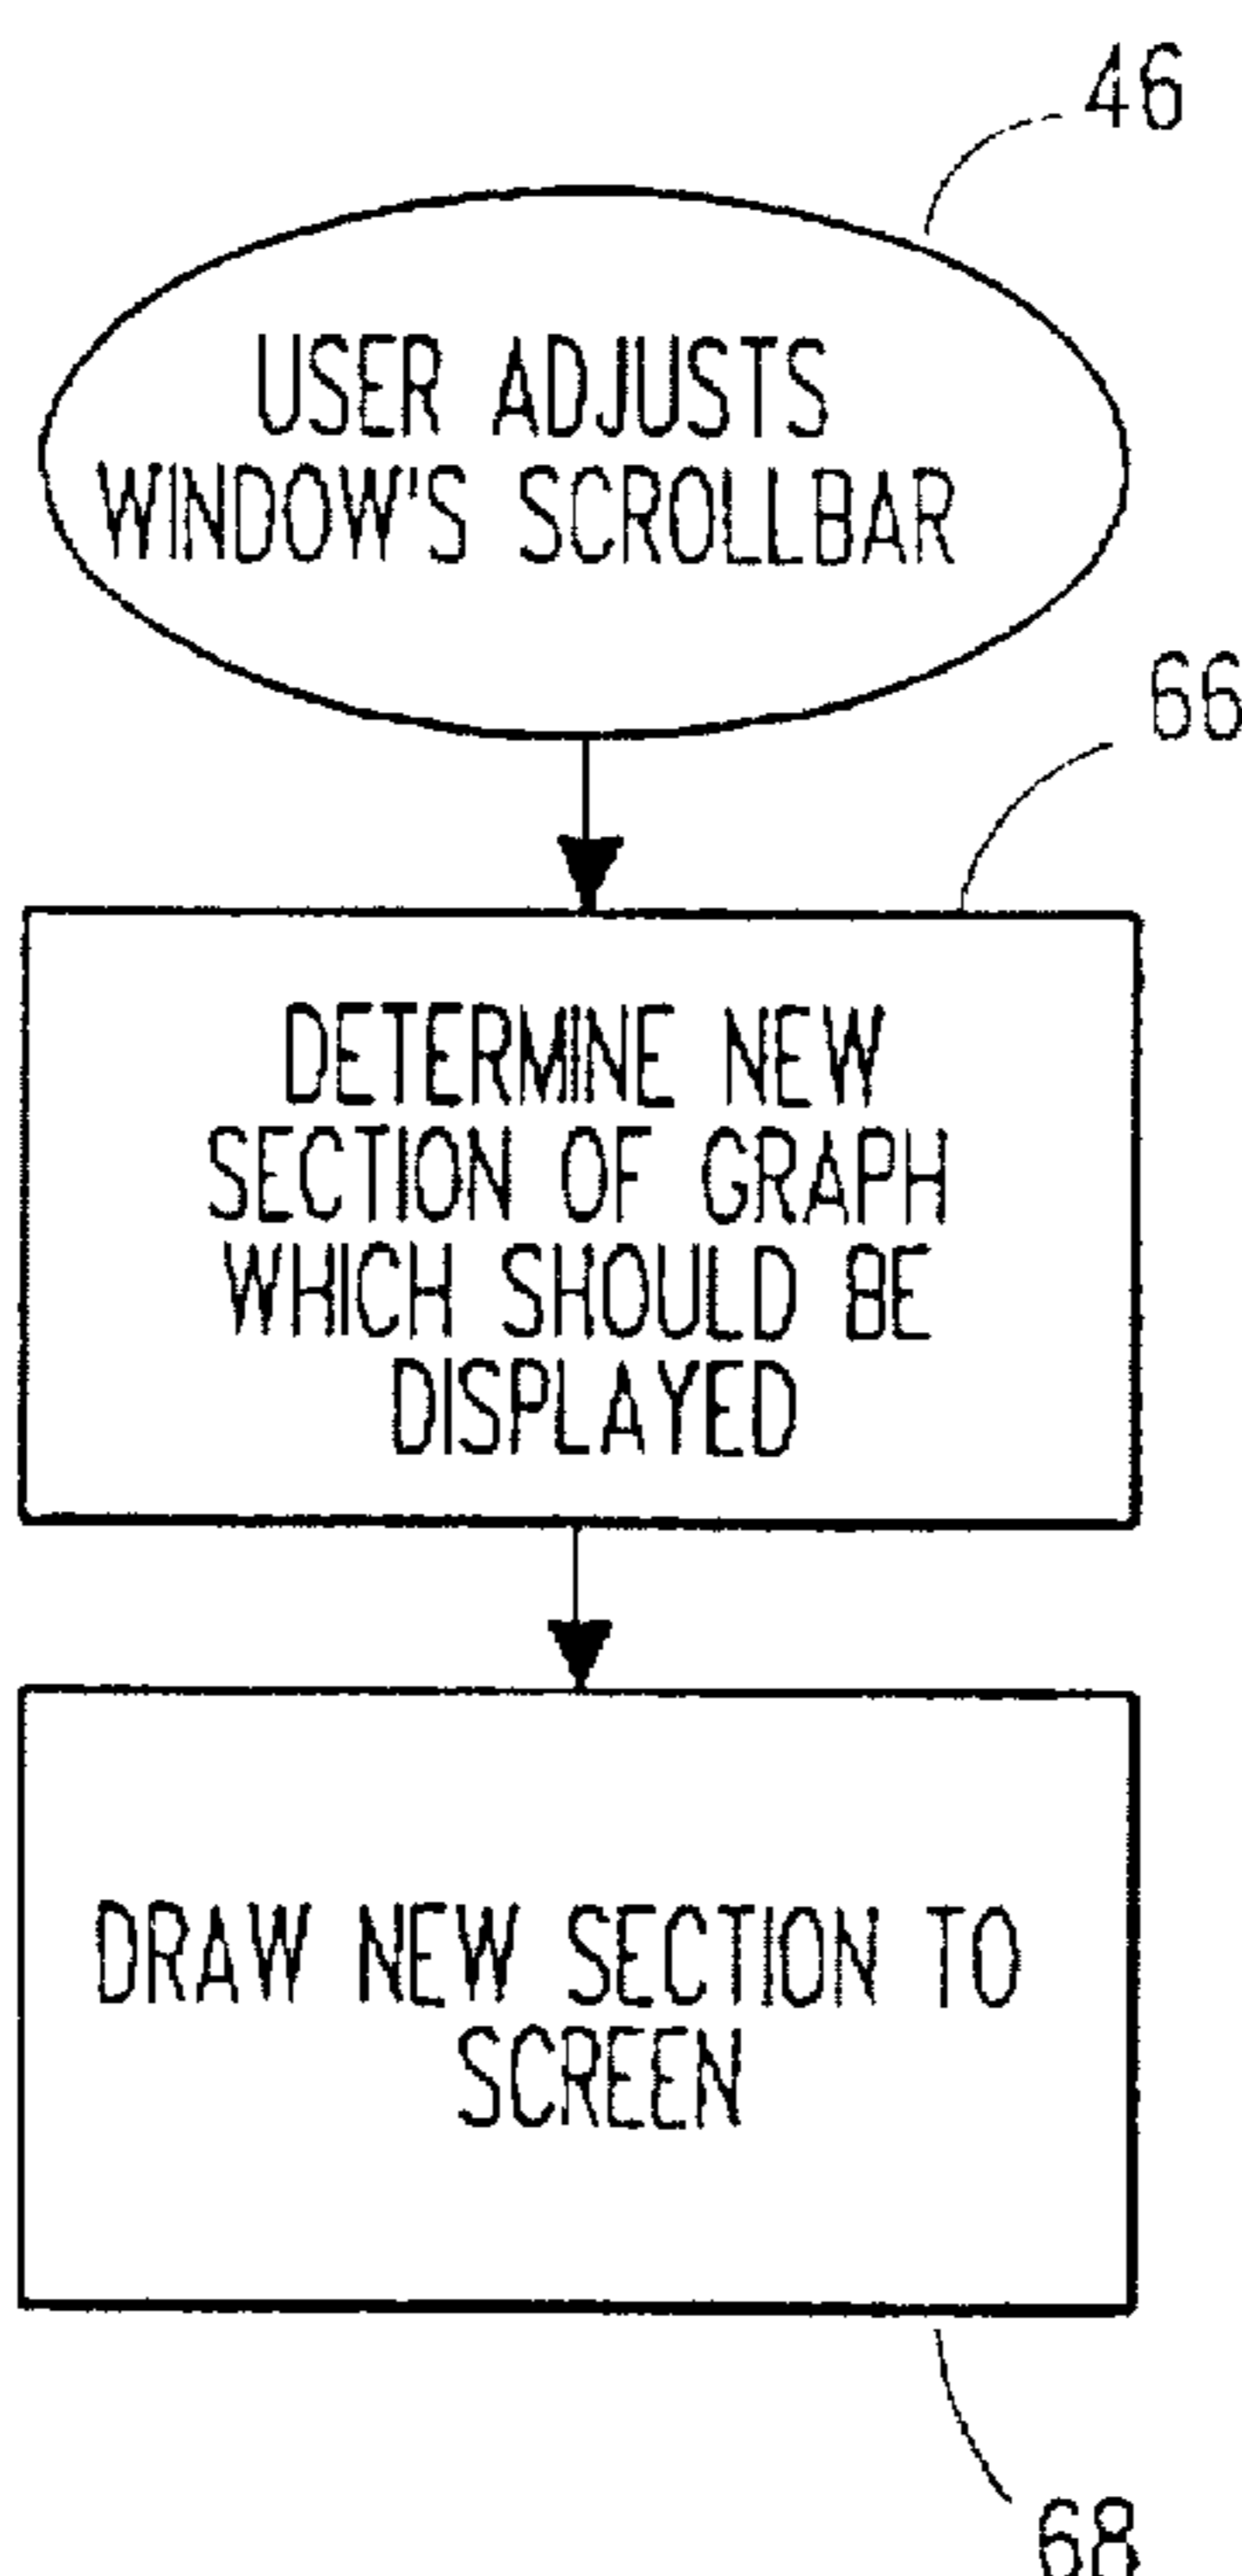 46
USER ADJUSTS
WINDOW'S SCROLLBAR
66
DETERMINE NEW
SECTION OF GRAPH
WHICH SHOULD BE
DISPLAYED
DRAW NEW SECTION TO
SCREEN
68